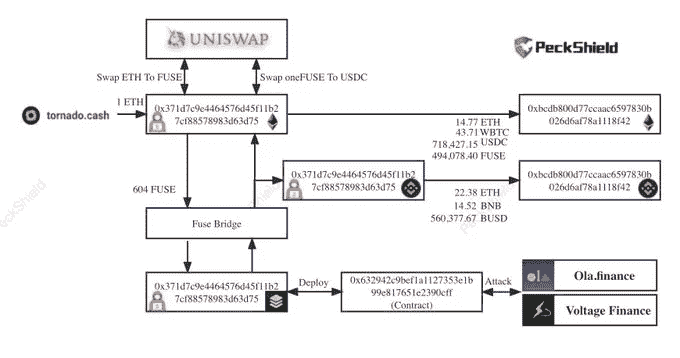 UNISWAP
PeckShield
Swap ETH To FUSE
Swap oneFUSE To USDC
tornado.cash
1 ETH
0x371d7c9e4464576d45f11b2
7cf88578983d63d75
14.77 ETH
43.71 WBTC
718,427.15 USDC
494,078.40 FUSE
0xbcdb800d77ccaac6597830b
026d6af78a1118f42
604 FUSE
0x371d7c9e4464576d45f11b2
7cf88578983d63d75
22.38 ETH
14.52 BNB
560,377.67 BUSD
0xbcdb800d77ccaac6597830b
026d6af78a1118f42
Fuse Bridge
0x371d7c9e4464576d45f11b2
7cf88578983d63d75
Deploy
0x632942c9bef1a1127353e1b
99e817651e2390cff
(Contract)
Attack
ola
Ola.finance
Voltage Finance
PeckShield